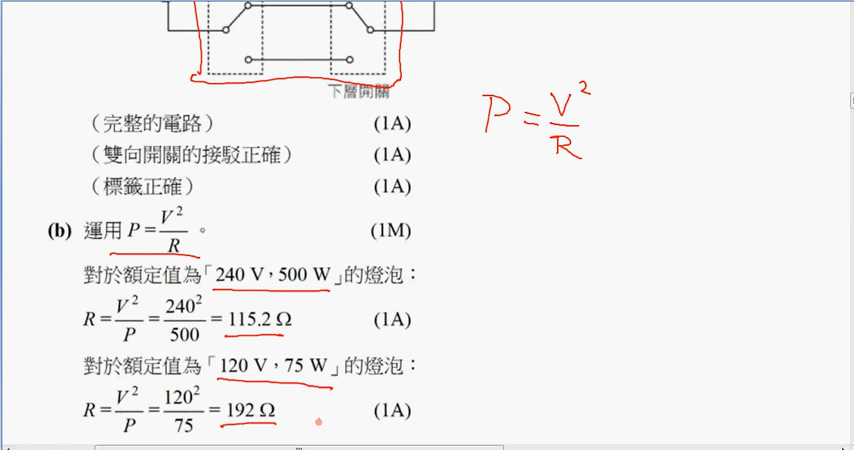 下層開關
（完整的電路） (1A)
（雙向開關的接駁正確） (1A)
（標籤正確） (1A)
P = V²/R
(b) 運用 P = V²/R 。 (1M)
對於額定值為「240 V，500 W」的燈泡：
R = V²/P = 240²/500 = 115.2 Ω (1A)
對於額定值為「120 V，75 W」的燈泡：
R = V²/P = 120²/75 = 192 Ω (1A)